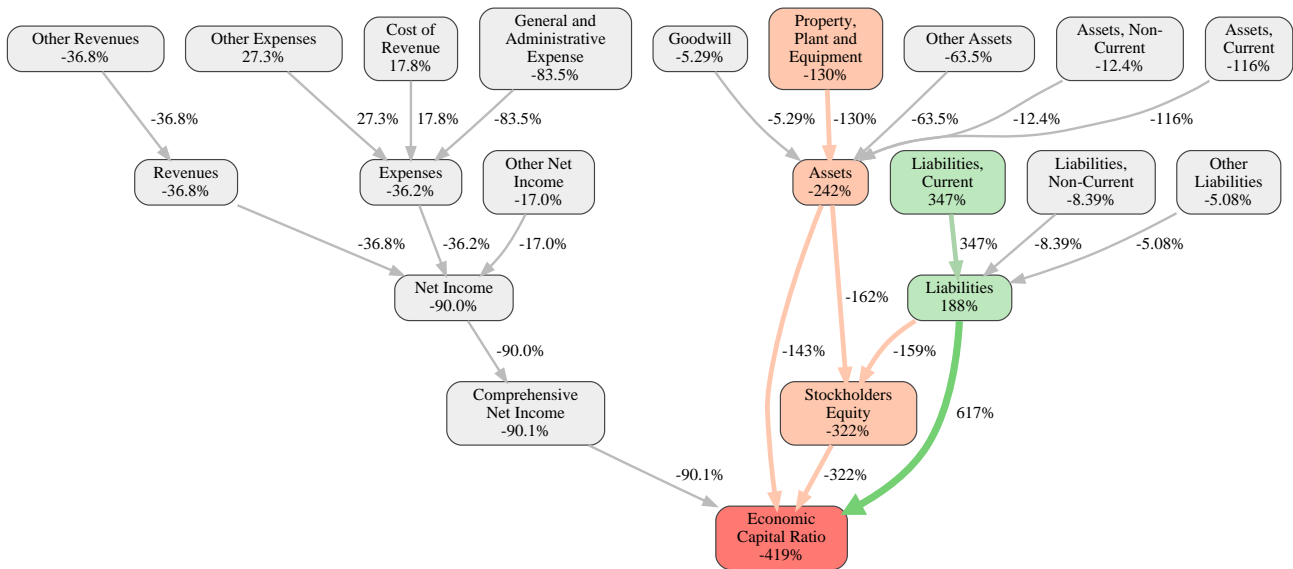 Other Revenues
-36.8%
Other Expenses
27.3%
Cost of
Revenue
17.8%
General and
Administrative
Expense
-83.5%
Goodwill
-5.29%
Property,
Plant and
Equipment
-130%
Other Assets
-63.5%
Assets, Non-
Current
-12.4%
Assets,
Current
-116%
-36.8%
27.3%
17.8%
-83.5%
-5.29%
-130%
-63.5%
-12.4%
-116%
Revenues
-36.8%
Expenses
-36.2%
Other Net
Income
-17.0%
Assets
-242%
Liabilities,
Current
347%
Liabilities,
Non-Current
-8.39%
Other
Liabilities
-5.08%
-36.8%
-36.2%
-17.0%
347%
-8.39%
-5.08%
Net Income
-90.0%
-162%
Liabilities
188%
-90.0%
-143%
-159%
Comprehensive
Net Income
-90.1%
Stockholders
Equity
-322%
617%
-90.1%
-322%
Economic
Capital Ratio
-419%